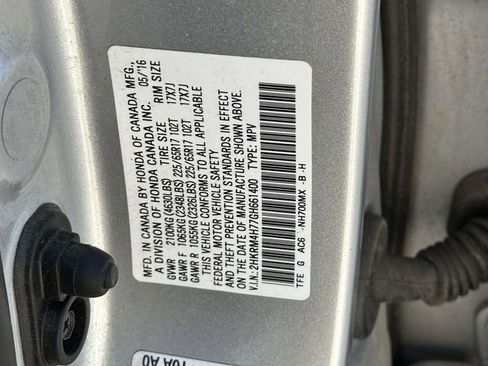 MFD. IN CANADA BY HONDA OF CANADA MFG.,
A DIVISION OF HONDA CANADA INC. 05/16
TIRE SIZE RIM SIZE
GVWR 2100KG(4630LBS)
GAWR F 1065KG(2348LBS) 225/65R17 102T 17X7J
GAWR R 1055KG(2326LBS) 225/65R17 102T 17X7J
THIS VEHICLE CONFORMS TO ALL APPLICABLE
FEDERAL MOTOR VEHICLE SAFETY
AND THEFT PREVENTION STANDARDS IN EFFECT
ON THE DATE OF MANUFACTURE SHOWN ABOVE.
V.I.N.:2HKRM4H77GH661400 TYPE: MPV
TFE G AC6 -NH700MX -B -H